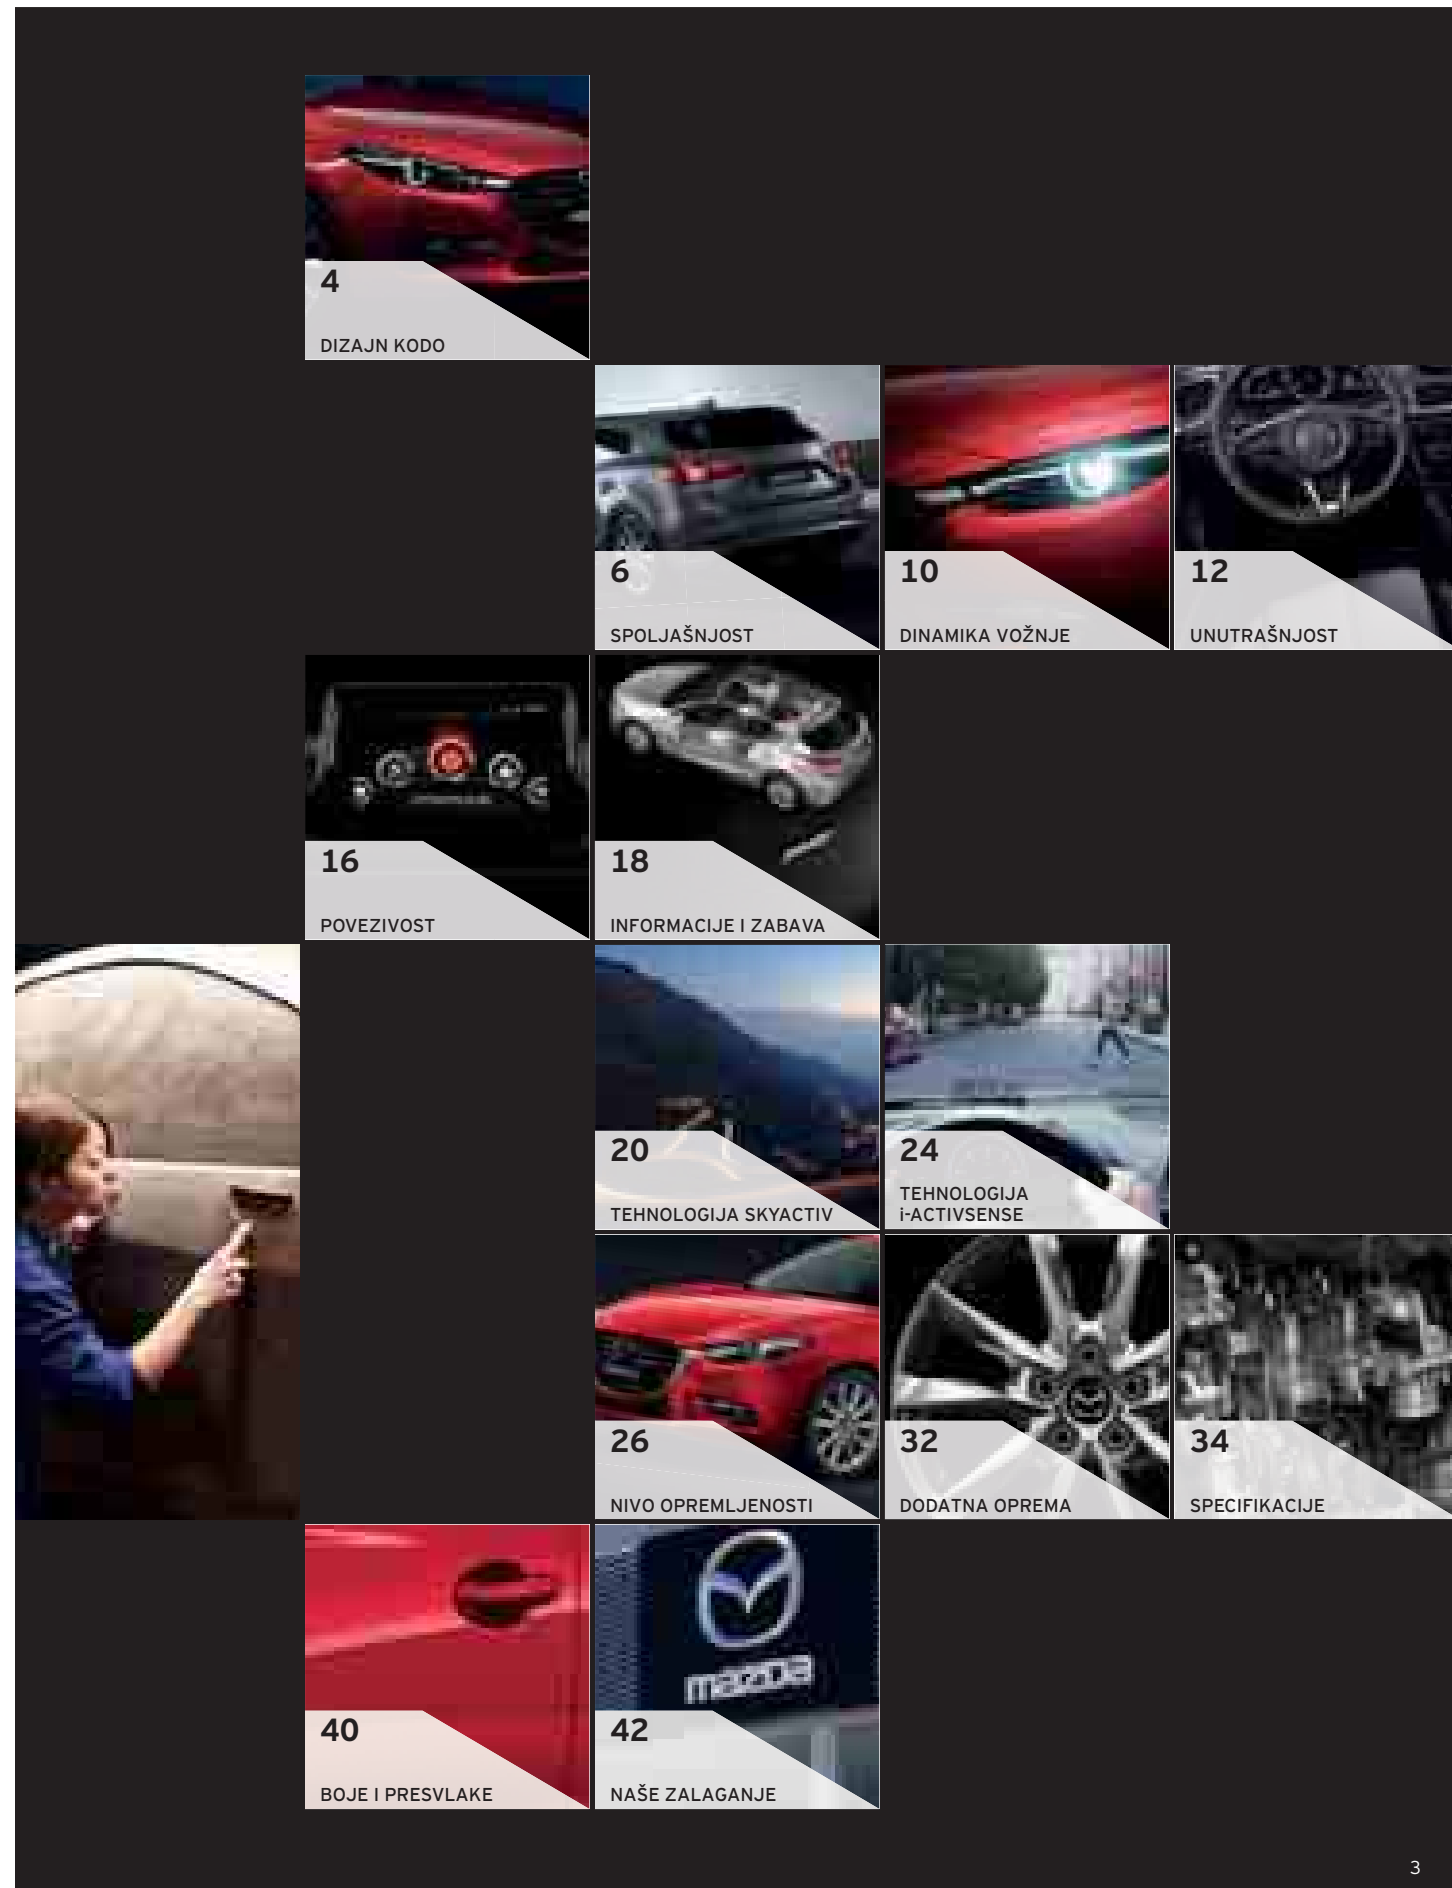 4
DIZAJN KODO
6
SPOLJAŠNJOST
10
DINAMIKA VOŽNJE
12
UNUTRAŠNJOST
16
POVEZIVOST
18
INFORMACIJE I ZABAVA
20
TEHNOLOGIJA SKYACTIV
24
TEHNOLOGIJA
i-ACTIVSENSE
26
NIVO OPREMLJENOSTI
32
DODATNA OPREMA
34
SPECIFIKACIJE
40
BOJE I PRESVLAKE
mazda
42
NAŠE ZALAGANJE
3